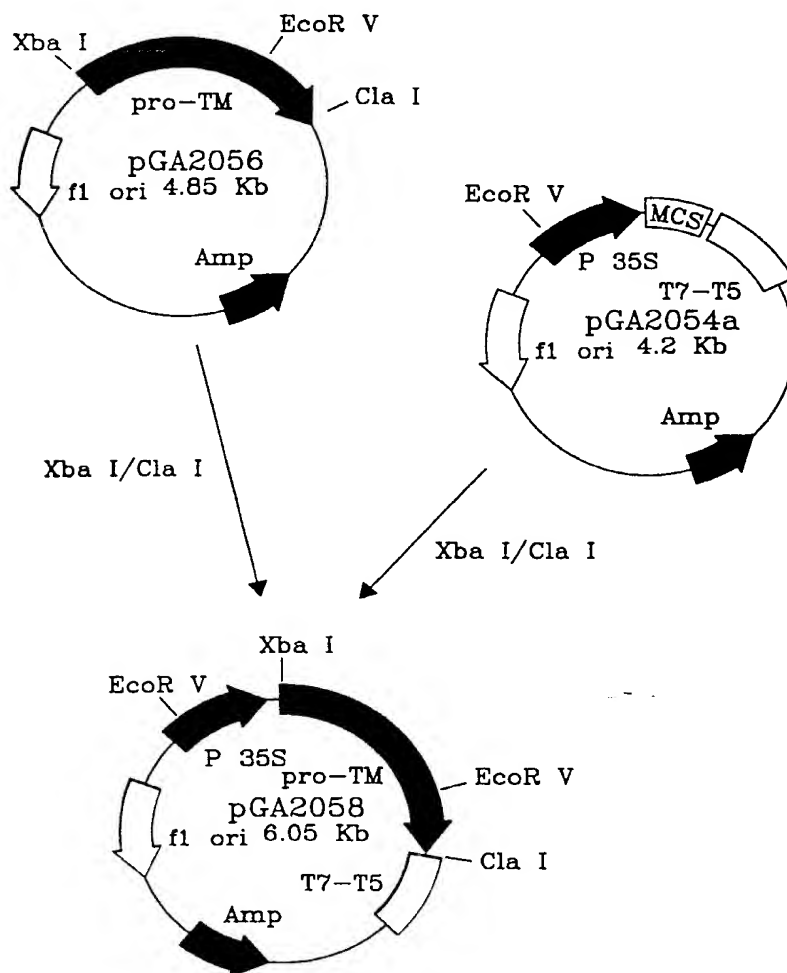 EcoR V
Xba I
Cla I
pro-TM
pGA2056
f1 ori 4.85 Kb
Amp
EcoR V
MCS
P 35S
T7-T5
pGA2054a
f1 ori 4.2 Kb
Amp
Xba I/Cla I
Xba I/Cla I
Xba I
EcoR V
P 35S
pro-TM
EcoR V
pGA2058
f1 ori 6.05 Kb
Cla I
T7-T5
Amp